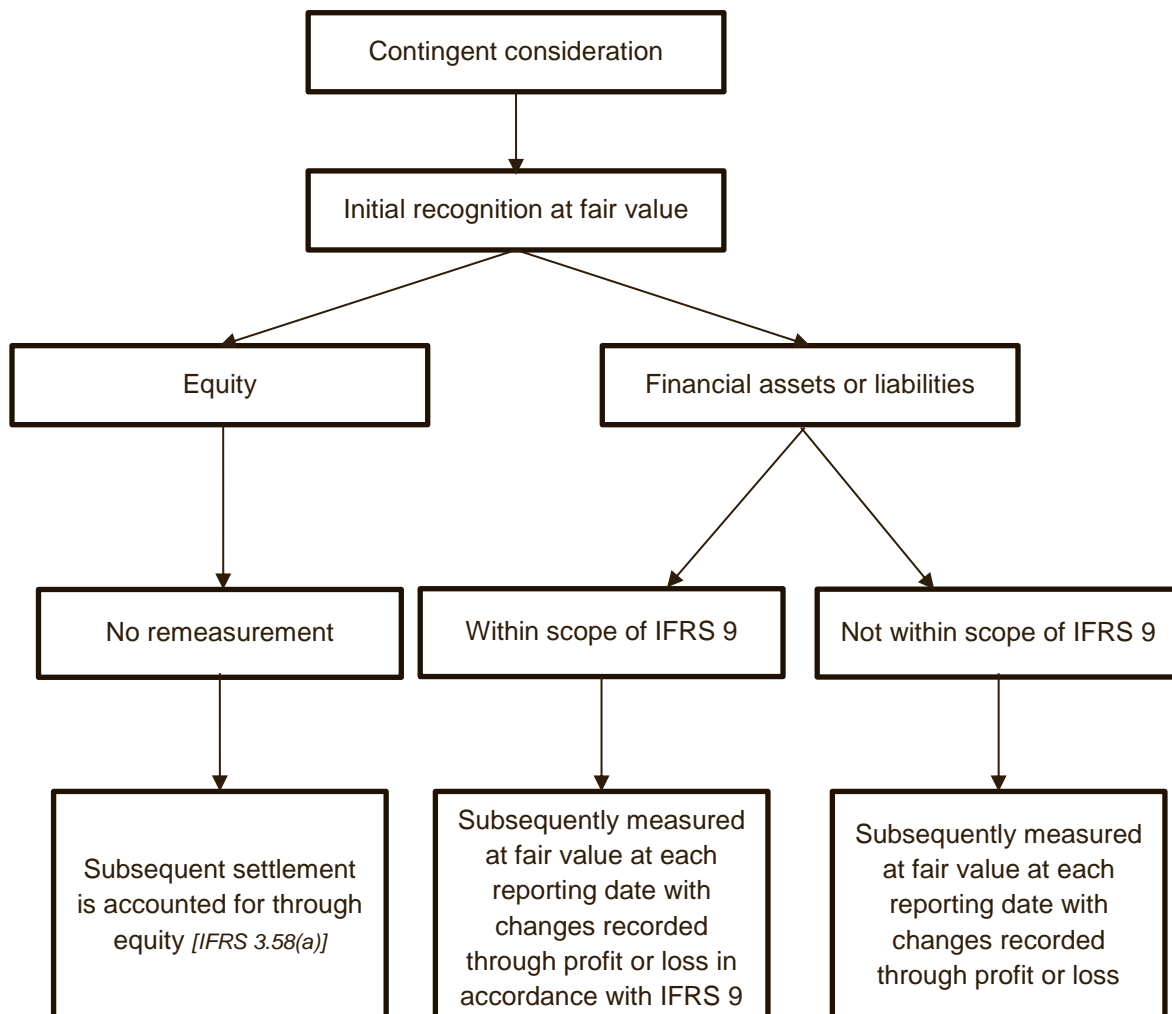 Contingent consideration
Initial recognition at fair value
Equity
Financial assets or liabilities
No remeasurement
Within scope of IFRS 9
Not within scope of IFRS 9
Subsequent settlement
is accounted for through
equity [IFRS 3.58(a)]
Subsequently measured
at fair value at each
reporting date with
changes recorded
through profit or loss in
accordance with IFRS 9
Subsequently measured
at fair value at each
reporting date with
changes recorded
through profit or loss